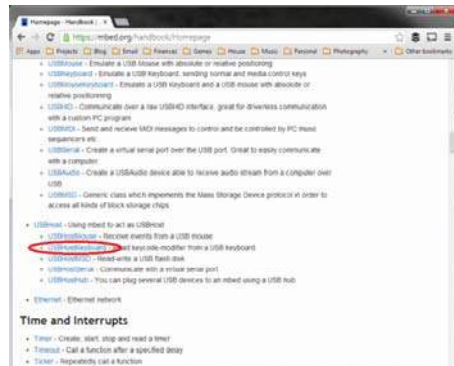 Homepage - Handbook |
https://mbed.org/handbook/Homepage
Apps Projects Blog Email Finances Games House Music Personal Photography » Other bookmarks
USBMouse - Emulate a USB Mouse with absolute or relative positioning
USBKeyboard - Emulate a USB Keyboard, sending normal and media control keys
USBMouseKeyboard - Emulate a USB Keyboard and a USB mouse with absolute or
relative positioning
USBHID - Communicate over a raw USBHID interface, great for driverless communication
with a custom PC program
USBMIDI - Send and recieve MIDI messages to control and be controlled by PC music
sequencers etc
USBSerial - Create a virtual serial port over the USB port. Great to easily communicate
with a computer.
USBAudio - Create a USBAudio device able to receive audio stream from a computer over
USB
USBMSD - Generic class which implements the Mass Storage Device protocol in order to
access all kinds of block storage chips
USBHost - Using mbed to act as USBHost
USBHostMouse - Receive events from a USB mouse
USBHostKeyboard - Read keycode-modifier from a USB keyboard
USBHostMSD - Read-write a USB flash disk
USBHostSerial - Communicate with a virtual serial port
USBHostHub - You can plug several USB devices to an mbed using a USB hub
Ethernet - Ethernet network
Time and Interrupts
Timer - Create, start, stop and read a timer
Timeout - Call a function after a specified delay
Ticker - Repeatedly call a function